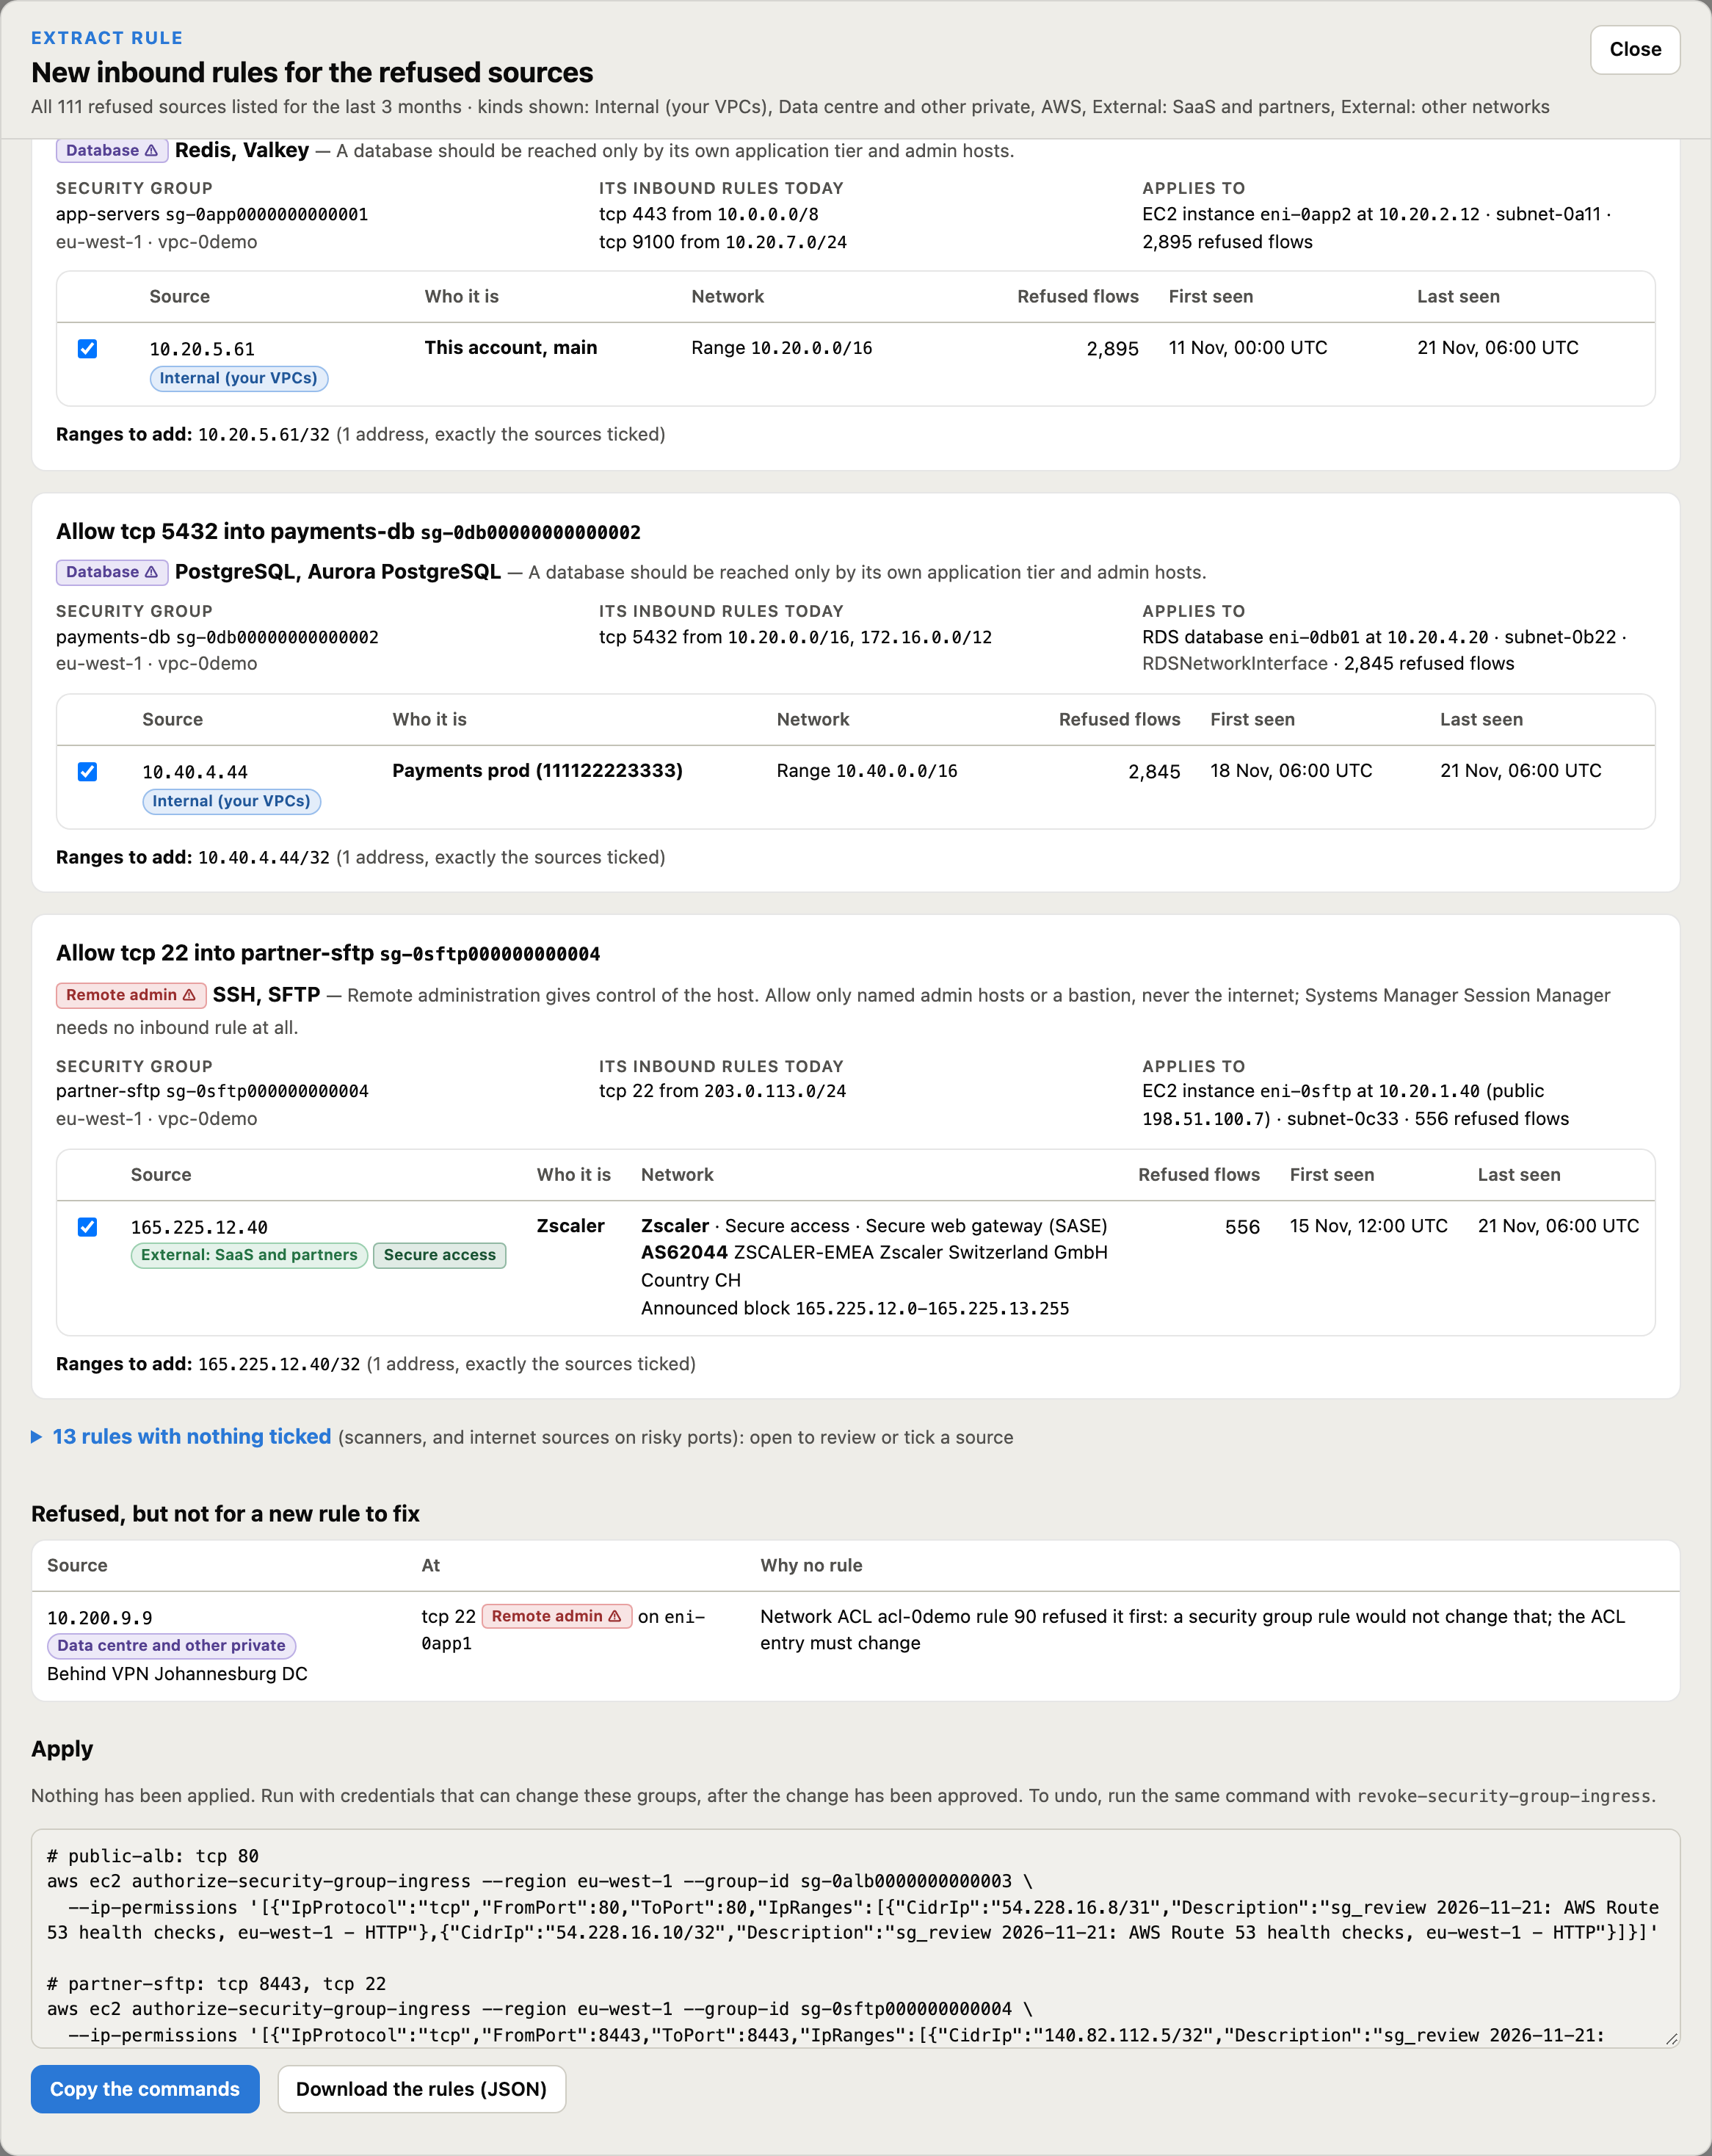 EXTRACT RULE
New inbound rules for the refused sources
All 111 refused sources listed for the last 3 months · kinds shown: Internal (your VPCs), Data centre and other private, AWS, External: SaaS and partners, External: other networks
Close
Database ⚠ Redis, Valkey — A database should be reached only by its own application tier and admin hosts.
SECURITY GROUP
app-servers sg-0app0000000000001
eu-west-1 · vpc-0demo
ITS INBOUND RULES TODAY
tcp 443 from 10.0.0.0/8
tcp 9100 from 10.20.7.0/24
APPLIES TO
EC2 instance eni-0app2 at 10.20.2.12 · subnet-0a11 ·
2,895 refused flows
Source Who it is Network Refused flows First seen Last seen
10.20.5.61 This account, main Range 10.20.0.0/16 2,895 11 Nov, 00:00 UTC 21 Nov, 06:00 UTC
Internal (your VPCs)
Ranges to add: 10.20.5.61/32 (1 address, exactly the sources ticked)
Allow tcp 5432 into payments-db sg-0db00000000000002
Database ⚠ PostgreSQL, Aurora PostgreSQL — A database should be reached only by its own application tier and admin hosts.
SECURITY GROUP
payments-db sg-0db00000000000002
eu-west-1 · vpc-0demo
ITS INBOUND RULES TODAY
tcp 5432 from 10.20.0.0/16, 172.16.0.0/12
APPLIES TO
RDS database eni-0db01 at 10.20.4.20 · subnet-0b22 ·
RDSNetworkInterface · 2,845 refused flows
Source Who it is Network Refused flows First seen Last seen
10.40.4.44 Payments prod (111122223333) Range 10.40.0.0/16 2,845 18 Nov, 06:00 UTC 21 Nov, 06:00 UTC
Internal (your VPCs)
Ranges to add: 10.40.4.44/32 (1 address, exactly the sources ticked)
Allow tcp 22 into partner-sftp sg-0sftp000000000004
Remote admin ⚠ SSH, SFTP — Remote administration gives control of the host. Allow only named admin hosts or a bastion, never the internet; Systems Manager Session Manager
needs no inbound rule at all.
SECURITY GROUP
partner-sftp sg-0sftp000000000004
eu-west-1 · vpc-0demo
ITS INBOUND RULES TODAY
tcp 22 from 203.0.113.0/24
APPLIES TO
EC2 instance eni-0sftp at 10.20.1.40 (public
198.51.100.7) · subnet-0c33 · 556 refused flows
Source Who it is Network Refused flows First seen Last seen
165.225.12.40 Zscaler Zscaler · Secure access · Secure web gateway (SASE) 556 15 Nov, 12:00 UTC 21 Nov, 06:00 UTC
External: SaaS and partners Secure access AS62044 ZSCALER-EMEA Zscaler Switzerland GmbH
Country CH
Announced block 165.225.12.0–165.225.13.255
Ranges to add: 165.225.12.40/32 (1 address, exactly the sources ticked)
▶ 13 rules with nothing ticked (scanners, and internet sources on risky ports): open to review or tick a source
Refused, but not for a new rule to fix
Source At Why no rule
10.200.9.9
Data centre and other private
Behind VPN Johannesburg DC
tcp 22 Remote admin ⚠ on eni-
0app1
Network ACL acl-0demo rule 90 refused it first: a security group rule would not change that; the ACL
entry must change
Apply
Nothing has been applied. Run with credentials that can change these groups, after the change has been approved. To undo, run the same command with revoke-security-group-ingress.
# public-alb: tcp 80
aws ec2 authorize-security-group-ingress --region eu-west-1 --group-id sg-0alb0000000000003 \
  --ip-permissions '[{"IpProtocol":"tcp","FromPort":80,"ToPort":80,"IpRanges":[{"CidrIp":"54.228.16.8/31","Description":"sg_review 2026-11-21: AWS Route
53 health checks, eu-west-1 - HTTP"},{"CidrIp":"54.228.16.10/32","Description":"sg_review 2026-11-21: AWS Route 53 health checks, eu-west-1 - HTTP"}]}]'
# partner-sftp: tcp 8443, tcp 22
aws ec2 authorize-security-group-ingress --region eu-west-1 --group-id sg-0sftp000000000004 \
  --ip-permissions '[{"IpProtocol":"tcp","FromPort":8443,"ToPort":8443,"IpRanges":[{"CidrIp":"140.82.112.5/32","Description":"sg_review 2026-11-21:
Copy the commands
Download the rules (JSON)